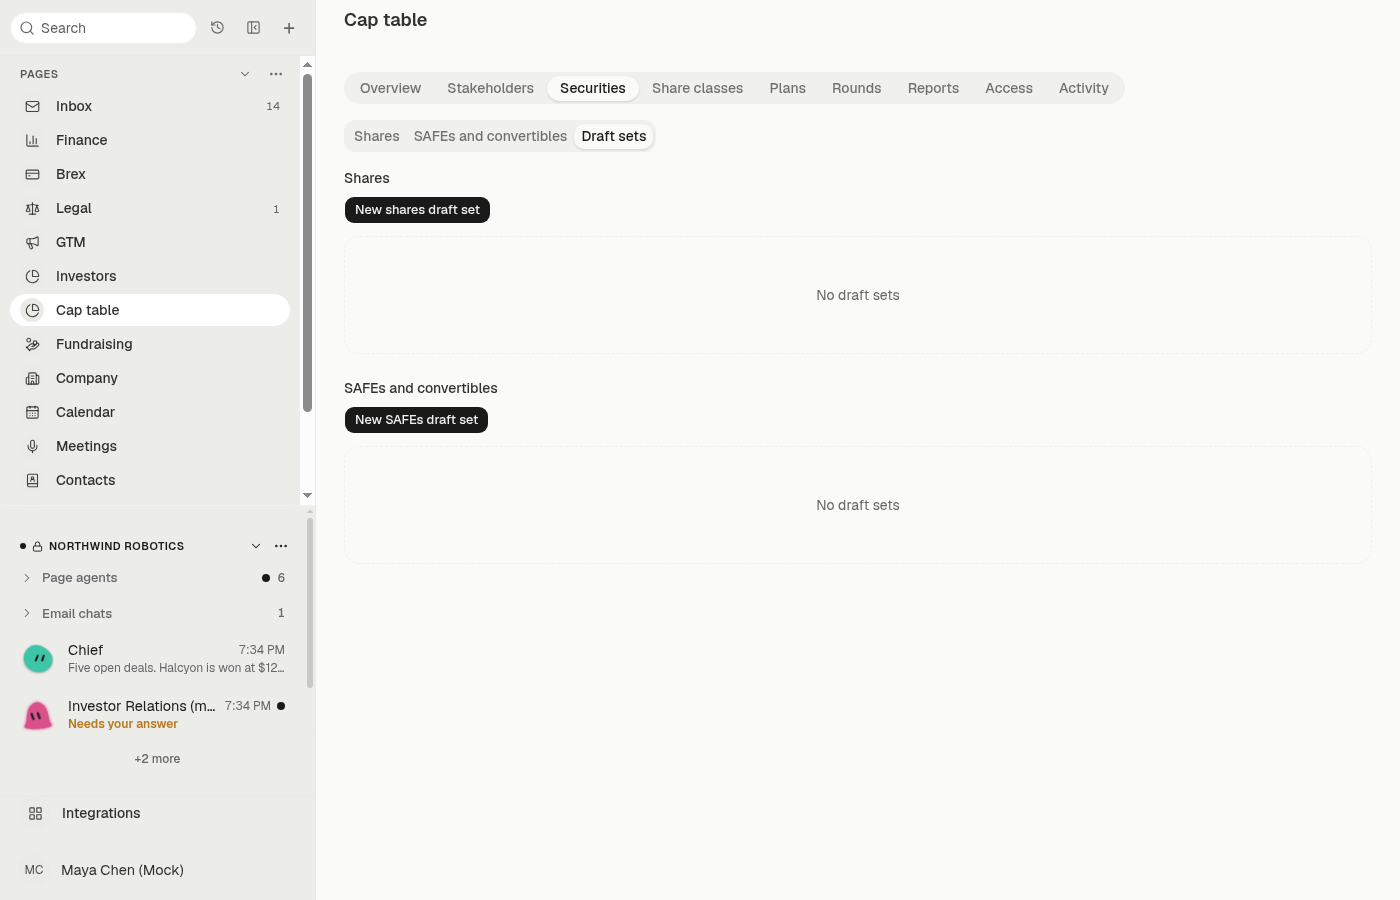 Search
PAGES
Inbox 14
Finance
Brex
Legal 1
GTM
Investors
Cap table
Fundraising
Company
Calendar
Meetings
Contacts
NORTHWIND ROBOTICS
Page agents 6
Email chats 1
Chief 7:34 PM
Five open deals. Halcyon is won at $12...
Investor Relations (m... 7:34 PM
Needs your answer
+2 more
Integrations
MC Maya Chen (Mock)
Cap table
Overview Stakeholders Securities Share classes Plans Rounds Reports Access Activity
Shares SAFEs and convertibles Draft sets
Shares
New shares draft set
No draft sets
SAFEs and convertibles
New SAFEs draft set
No draft sets